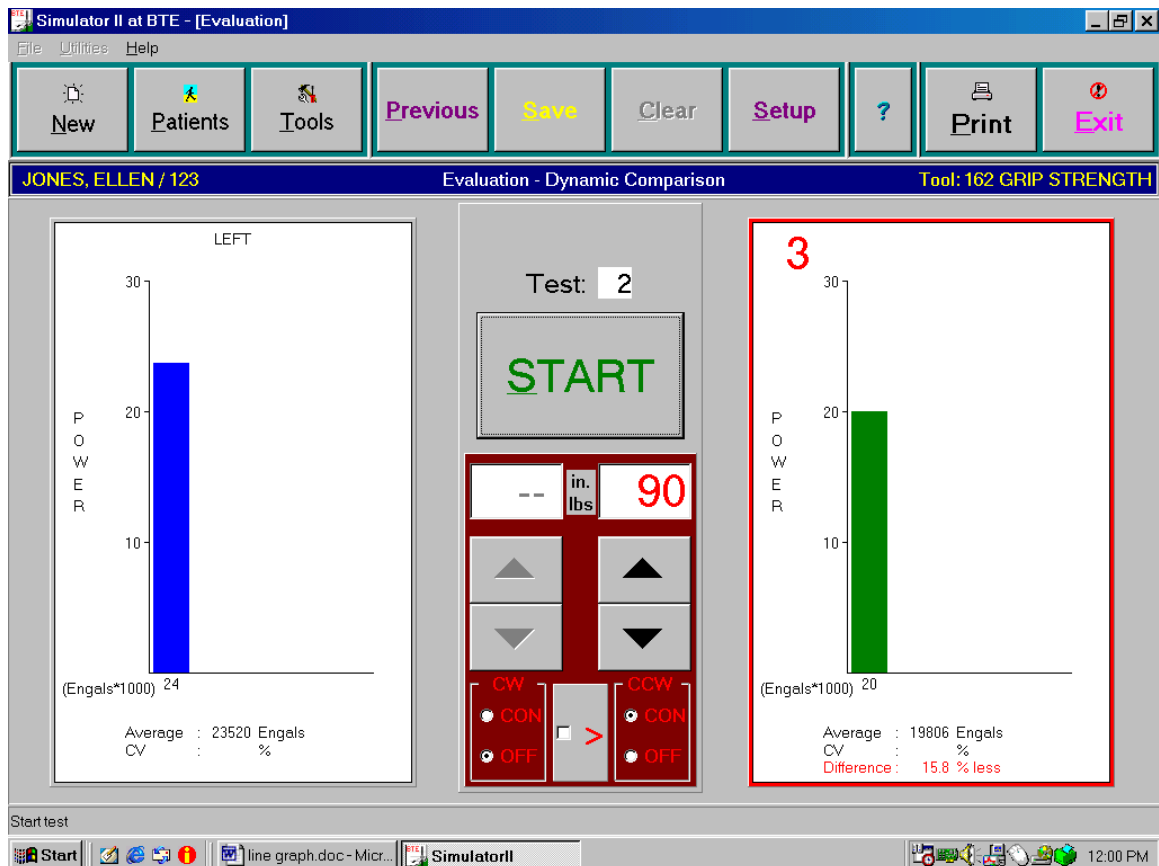 Simulator II at BTE - [Evaluation]
File Utilities Help
New Patients Tools Previous Save Clear Setup ? Print Exit
JONES, ELLEN / 123 Evaluation - Dynamic Comparison Tool: 162 GRIP STRENGTH
LEFT
30
20
10
POWER
(Engals*1000) 24
Average : 23520 Engals
CV : %
Test: 2
START
-- in. lbs 90
CW CCW
CON > CON
OFF OFF
3
30
20
10
POWER
(Engals*1000) 20
Average : 19806 Engals
CV : %
Difference : 15.8 % less
Start test
Start line graph.doc - Micr... SimulatorII 12:00 PM